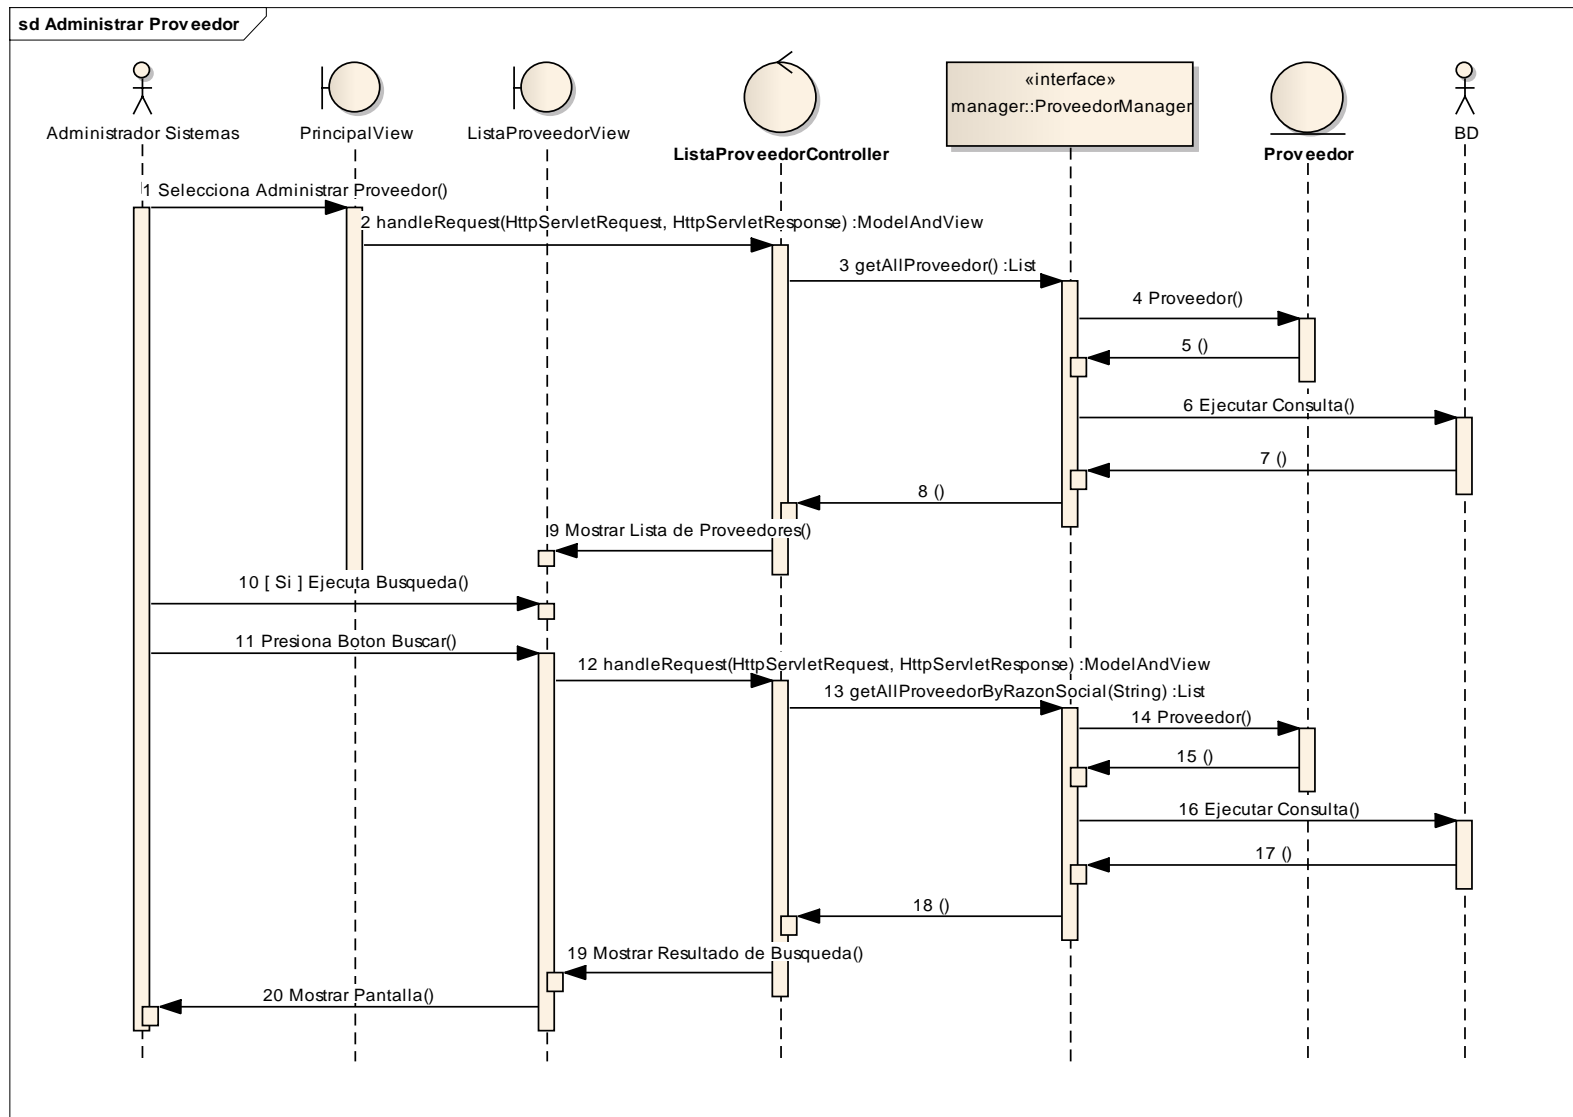 sd Administrar Proveedor
Administrador Sistemas
PrincipalView
ListaProveedorView
ListaProveedorController
«interface»
manager::ProveedorManager
Proveedor
BD
1 Selecciona Administrar Proveedor()
2 handleRequest(HttpServletRequest, HttpServletResponse) :ModelAndView
3 getAllProveedor() :List
4 Proveedor()
5 ()
6 Ejecutar Consulta()
7 ()
8 ()
9 Mostrar Lista de Proveedores()
10 [ Si ] Ejecuta Busqueda()
11 Presiona Boton Buscar()
12 handleRequest(HttpServletRequest, HttpServletResponse) :ModelAndView
13 getAllProveedorByRazonSocial(String) :List
14 Proveedor()
15 ()
16 Ejecutar Consulta()
17 ()
18 ()
19 Mostrar Resultado de Busqueda()
20 Mostrar Pantalla()